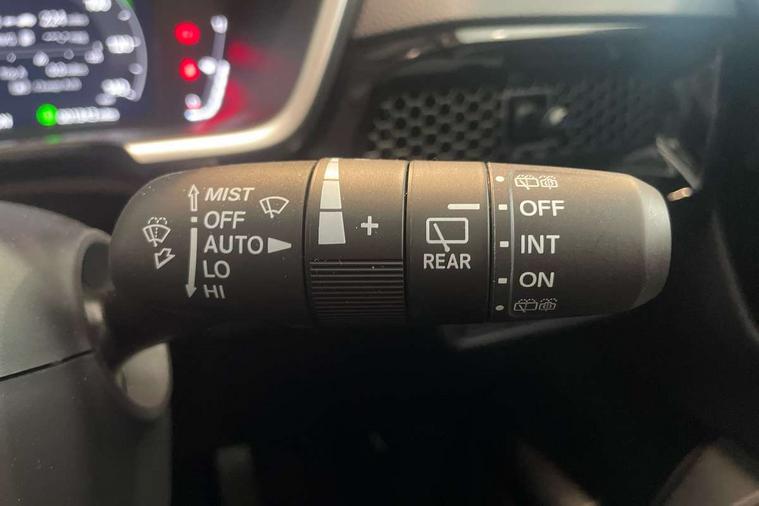 MIST
OFF
AUTO
LO
HI
+
REAR
OFF
INT
ON